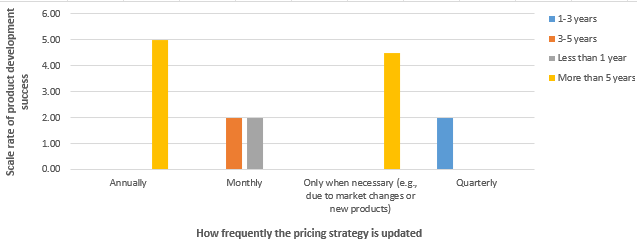 6.00
5.00
4.00
3.00
2.00
1.00
0.00
Scale rate of product development
success
Annually
Monthly
Only when necessary (e.g.,
due to market changes or
new products)
Quarterly
How frequently the pricing strategy is updated
1-3 years
3-5 years
Less than 1 year
More than 5 years